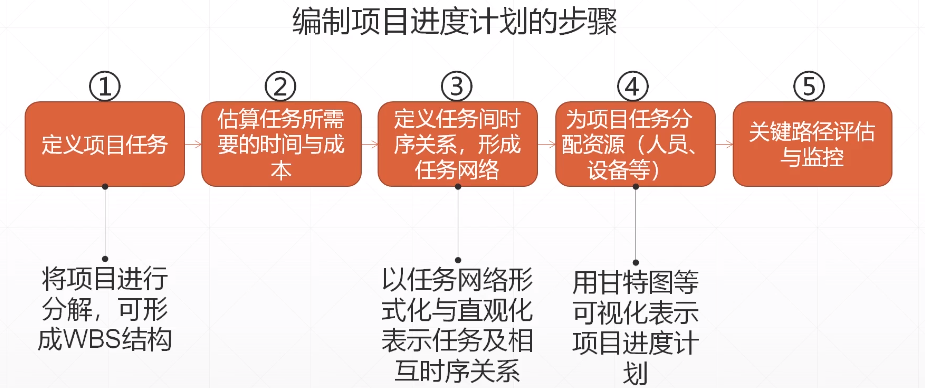 编制项目进度计划的步骤
①
定义项目任务
②
估算任务所需
要的时间与成
本
③
定义任务间时
序关系，形成
任务网络
④
为项目任务分
配资源（人员、
设备等）
⑤
关键路径评估
与监控
将项目进行
分解，可形
成WBS结构
以任务网络形
式化与直观化
表示任务及相
互时序关系
用甘特图等
可视化表示
项目进度计
划